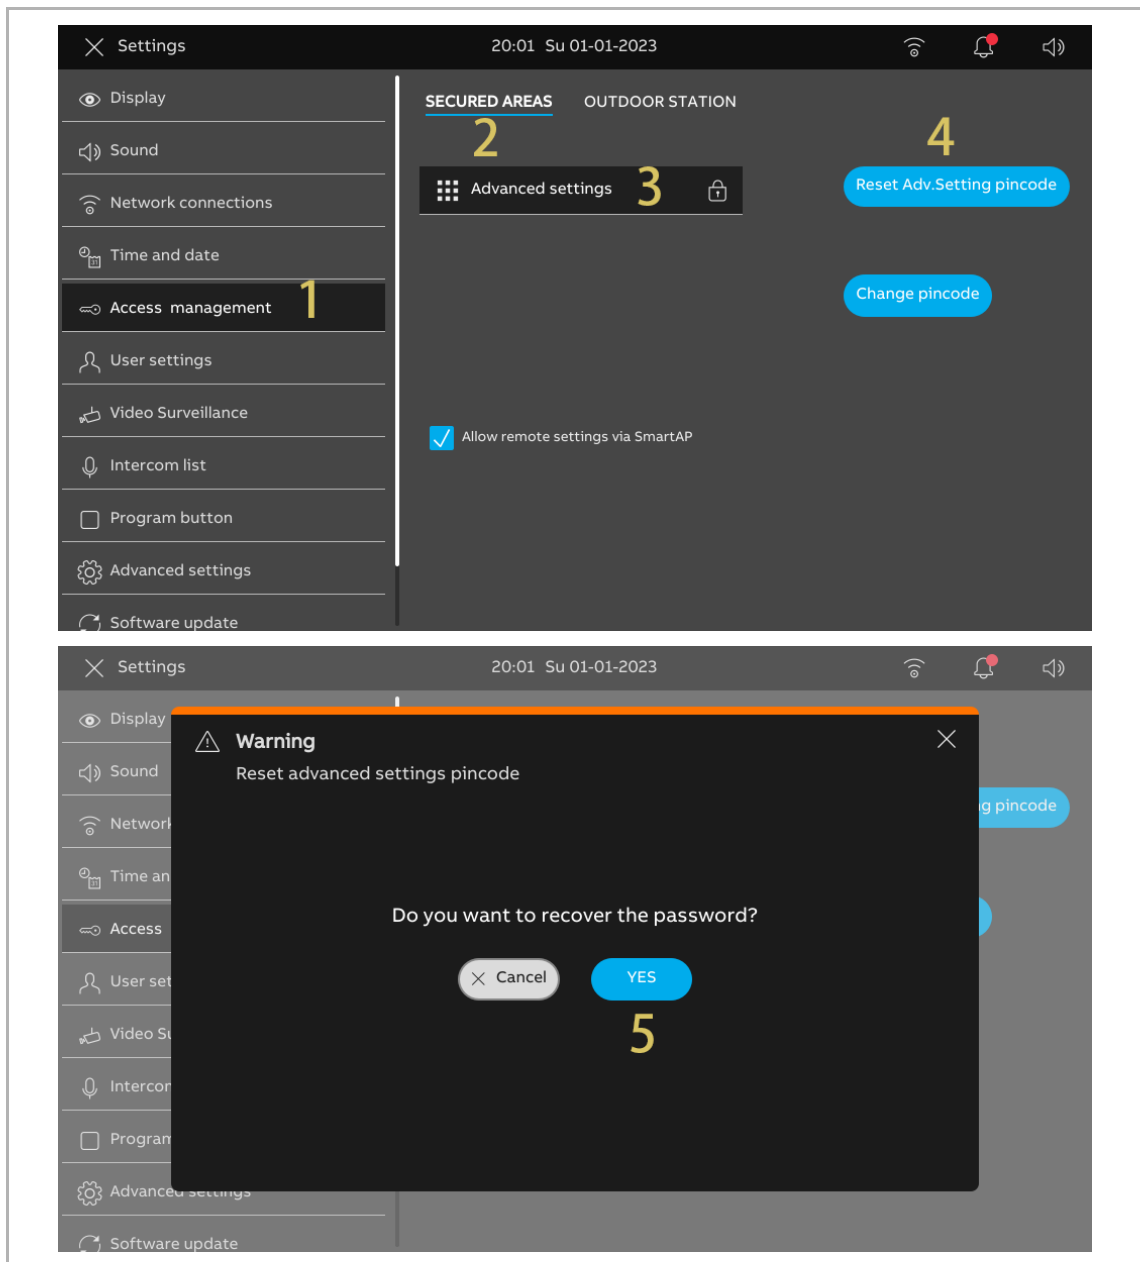 Settings
20:01 Su 01-01-2023
Display
SECURED AREAS OUTDOOR STATION
2
4
Sound
Advanced settings 3
Reset Adv.Setting pincode
Network connections
Time and date
1
Change pincode
Access management
User settings
Video Surveillance
Allow remote settings via SmartAP
Intercom list
Program button
Advanced settings
Software update
Settings
20:01 Su 01-01-2023
Display
Warning
Reset advanced settings pincode
Sound
g pincode
Network
Time an
Do you want to recover the password?
Access
Cancel YES
User set
5
Video Su
Intercor
Program
Advanced settings
Software update